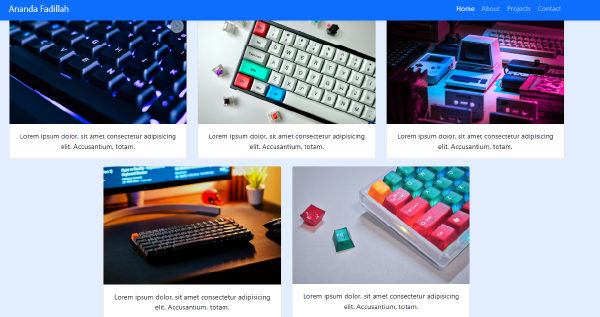 Ananda Fadillah
Home About Projects Contact
Lorem ipsum dolor, sit amet consectetur adipisicing
elit. Accusantium, totam.
Lorem ipsum dolor, sit amet consectetur adipisicing
elit. Accusantium, totam.
Lorem ipsum dolor, sit amet consectetur adipisicing
elit. Accusantium, totam.
Lorem ipsum dolor, sit amet consectetur adipisicing
elit. Accusantium, totam.
Lorem ipsum dolor, sit amet consectetur adipisicing
elit. Accusantium, totam.